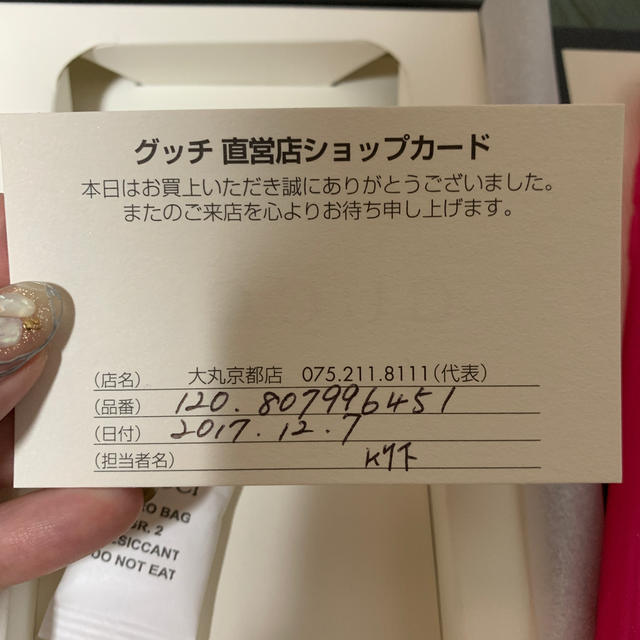 グッチ 直営店ショップカード
本日はお買上いただき誠にありがとうございました。
またのご来店を心よりお待ち申し上げます。
(店名) 大丸京都店 075.211.8111(代表)
(品番) 120.807996451
(日付) 2017.12.7
(担当者名)
BAG
GR. 2
DESICCANT
DO NOT EAT